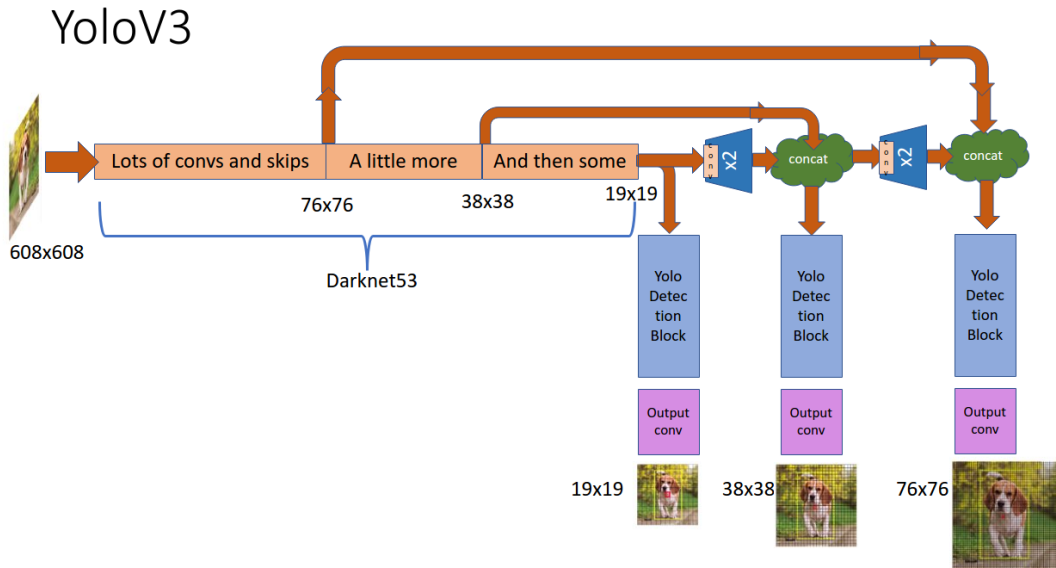 YoloV3
608x608
Lots of convs and skips
A little more
And then some
76x76
38x38
19x19
Darknet53
conv
x2
concat
conv
x2
concat
Yolo
Detec
tion
Block
Yolo
Detec
tion
Block
Yolo
Detec
tion
Block
Output
conv
Output
conv
Output
conv
19x19
38x38
76x76